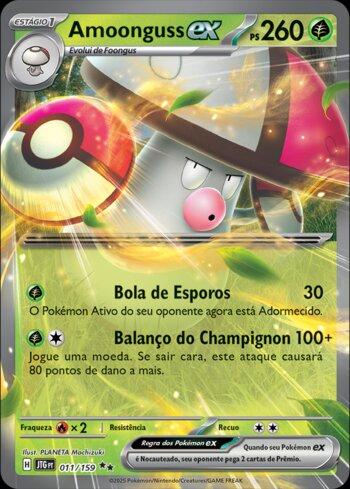 ESTÁGIO 1
Amoonguss ex
PS 260
Evolui de Foongus
Bola de Esporos 30
O Pokémon Ativo do seu oponente agora está Adormecido.
Balanço do Champignon 100+
Jogue uma moeda. Se sair cara, este ataque causará
80 pontos de dano a mais.
Fraqueza × 2 Resistência Recuo
Regra dos Pokémon ex
Quando seu Pokémon ex
é Nocauteado, seu oponente pega 2 cartas de Prêmio.
Ilust. PLANETA Mochizuki
H JTG PT 011/159
©2025 Pokémon/Nintendo/Creatures/GAME FREAK